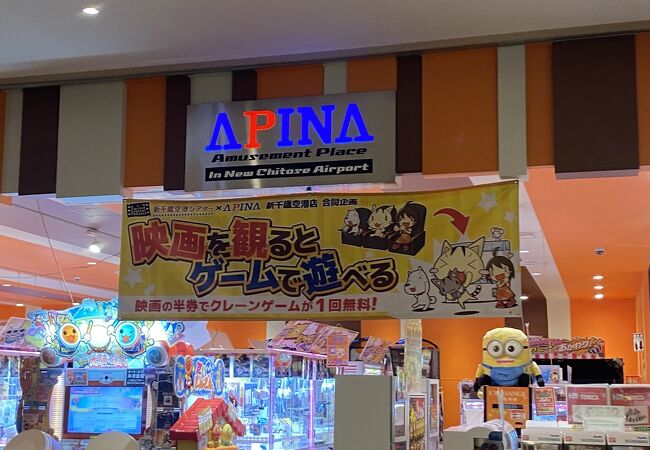 APINA
Amusement Place
In New Chitose Airport
新千歳空港シアター×APINA 新千歳空港店 合同企画
映画を観ると
ゲームで遊べる
映画の半券でクレーンゲームが1回無料!